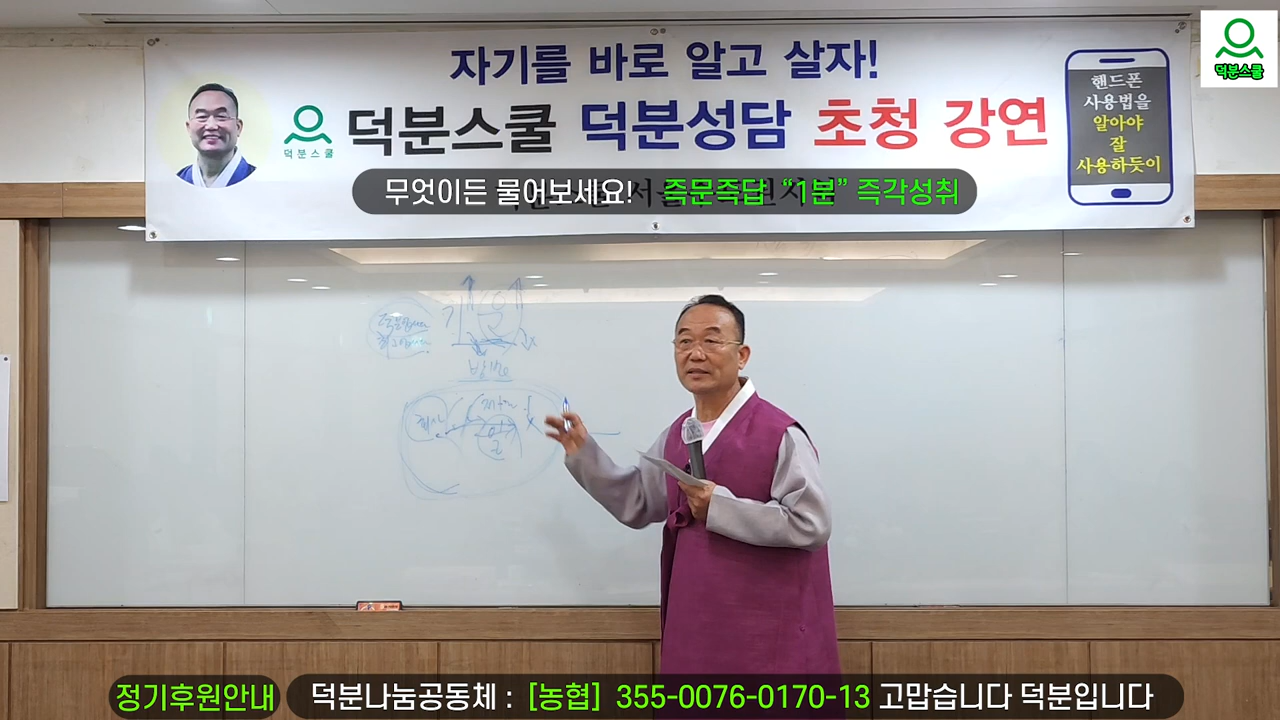 자기를 바로 알고 살자!
덕분스쿨 덕분성담 초청 강연
덕분스쿨
핸드폰
사용법을
알아야
잘
사용하듯이
덕분스쿨
무엇이든 물어보세요! 즉문즉답 “1분” 즉각성취
정기후원안내 덕분나눔공동체 : [농협] 355-0076-0170-13 고맙습니다 덕분입니다